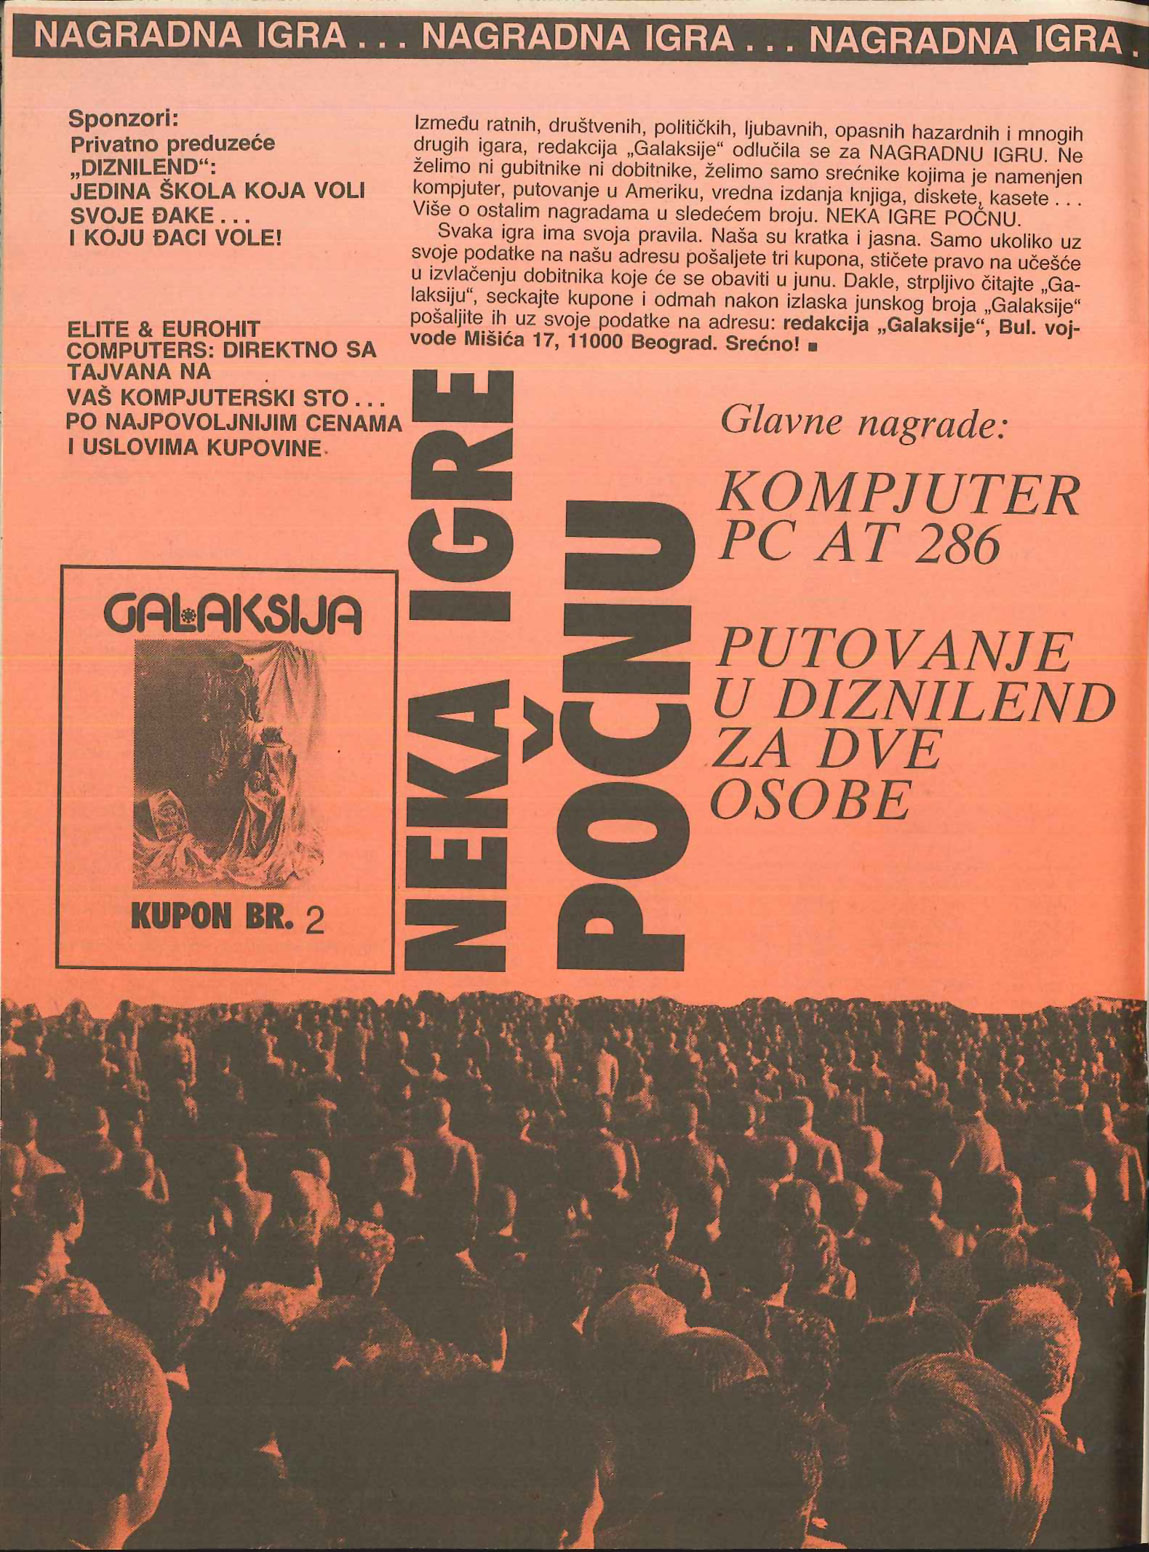 NAGRADNA IGRA . . . NAGRADNA IGRA . . . NAGRADNA IGRA .
Sponzori:
Privatno preduzeće
„DIZNILEND“:
JEDINA ŠKOLA KOJA VOLI
SVOJE ĐAKE . . .
I KOJU ĐACI VOLE!
ELITE & EUROHIT
COMPUTERS: DIREKTNO SA
TAJVANA NA
VAŠ KOMPJUTERSKI STO . . .
PO NAJPOVOLJNIJIM CENAMA
I USLOVIMA KUPOVINE
Između ratnih, društvenih, političkih, ljubavnih, opasnih hazardnih i mnogih
drugih igara, redakcija „Galaksije“ odlučila se za NAGRADNU IGRU. Ne
želimo ni gubitnike ni dobitnike, želimo samo srećnike kojima je namenjen
kompjuter, putovanje u Ameriku, vredna izdanja knjiga, diskete, kasete . . .
Više o ostalim nagradama u sledećem broju. NEKA IGRE POČNU.
Svaka igra ima svoja pravila. Naša su kratka i jasna. Samo ukoliko uz
svoje podatke na našu adresu pošaljete tri kupona, stičete pravo na učešće
u izvlačenju dobitnika koje će se obaviti u junu. Dakle, strpljivo čitajte „Ga-
laksiju“, seckajte kupone i odmah nakon izlaska junskog broja „Galaksije“
pošaljite ih uz svoje podatke na adresu: redakcija „Galaksije“, Bul. voj-
vode Mišića 17, 11000 Beograd. Srećno! ■
NEKA IGRE
POČNU
Glavne nagrade:
KOMPJUTER
PC AT 286
PUTOVANJE
U DIZNILEND
ZA DVE
OSOBE
GALAKSIJA
KUPON BR. 2